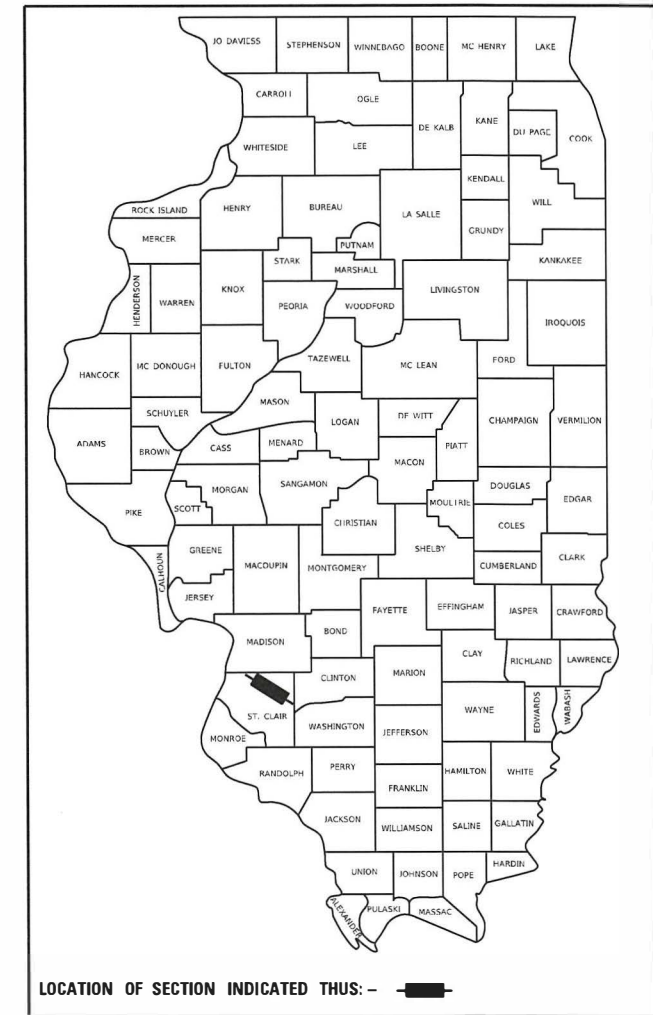 JO DAVIESS
STEPHENSON
WINNEBAGO
BOONE
MC HENRY
LAKE
CARROLL
OGLE
DE KALB
KANE
DU PAGE
COOK
WHITESIDE
LEE
KENDALL
WILL
ROCK ISLAND
HENRY
BUREAU
LA SALLE
GRUNDY
MERCER
PUTNAM
STARK
MARSHALL
KANKAKEE
HENDERSON
WARREN
KNOX
PEORIA
WOODFORD
LIVINGSTON
IROQUOIS
HANCOCK
MC DONOUGH
FULTON
TAZEWELL
MC LEAN
FORD
MASON
SCHUYLER
LOGAN
DE WITT
CHAMPAIGN
VERMILION
ADAMS
BROWN
CASS
MENARD
PIATT
MACON
MORGAN
SANGAMON
DOUGLAS
EDGAR
PIKE
SCOTT
CHRISTIAN
MOULTRIE
COLES
CALHOUN
GREENE
MACOUPIN
MONTGOMERY
SHELBY
CUMBERLAND
CLARK
JERSEY
FAYETTE
EFFINGHAM
JASPER
CRAWFORD
MADISON
BOND
CLINTON
MARION
CLAY
RICHLAND
LAWRENCE
ST. CLAIR
WASHINGTON
JEFFERSON
WAYNE
EDWARDS
WABASH
MONROE
RANDOLPH
PERRY
FRANKLIN
HAMILTON
WHITE
JACKSON
WILLIAMSON
SALINE
GALLATIN
UNION
JOHNSON
POPE
HARDIN
ALEXANDER
PULASKI
MASSAC
LOCATION OF SECTION INDICATED THUS: –